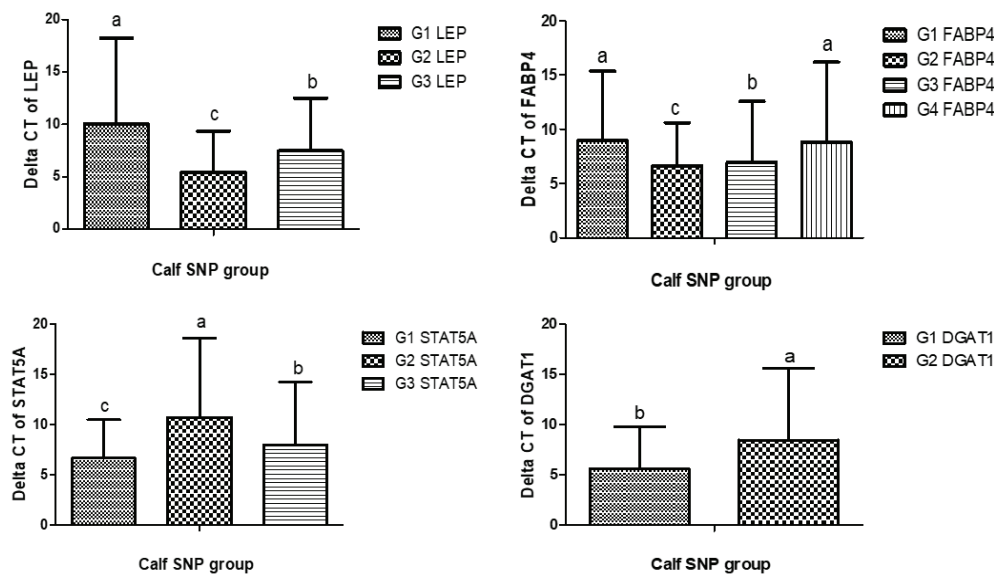 20
15
10
5
0
Delta CT of LEP
a
c
b
Calf SNP group
G1 LEP
G2 LEP
G3 LEP
20
15
10
5
0
Delta CT of FABP4
a
c
b
a
Calf SNP group
G1 FABP4
G2 FABP4
G3 FABP4
G4 FABP4
20
15
10
5
0
Delta CT of STAT5A
c
a
b
Calf SNP group
G1 STAT5A
G2 STAT5A
G3 STAT5A
20
15
10
5
0
Delta CT of DGAT1
b
a
Calf SNP group
G1 DGAT1
G2 DGAT1